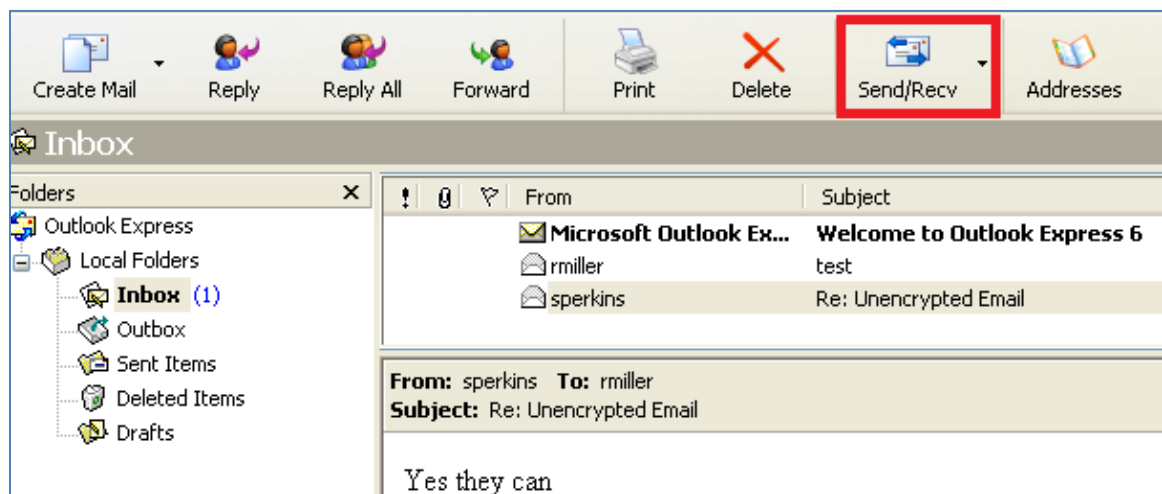 Create Mail Reply Reply All Forward Print Delete Send/Recv Addresses
Inbox
Folders X
Outlook Express
Local Folders
Inbox (1)
Outbox
Sent Items
Deleted Items
Drafts
! From Subject
Microsoft Outlook Ex... Welcome to Outlook Express 6
rmiller test
sperkins Re: Unencrypted Email
From: sperkins To: rmiller
Subject: Re: Unencrypted Email
Yes they can